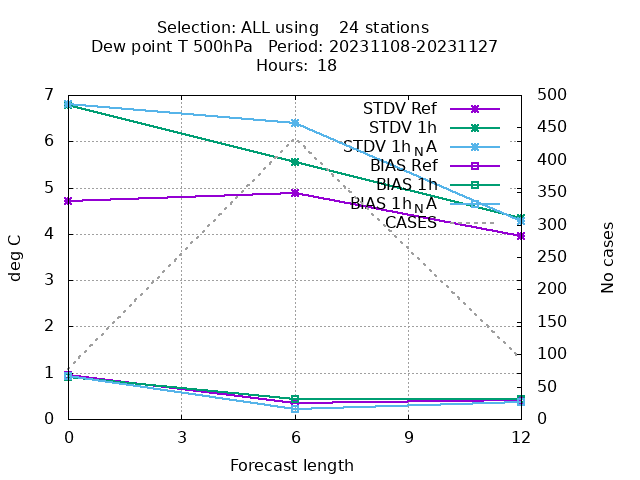 Selection: ALL using    24 stations
Dew point T 500hPa   Period: 20231108-20231127
Hours: 18
7
6
5
4
3
2
1
0
500
450
400
350
300
250
200
150
100
50
0
STDV Ref
STDV 1h
STDV 1hNA
BIAS Ref
BIAS 1h
BIAS 1hNA
CASES
deg C
No cases
0 3 6 9 12
Forecast length